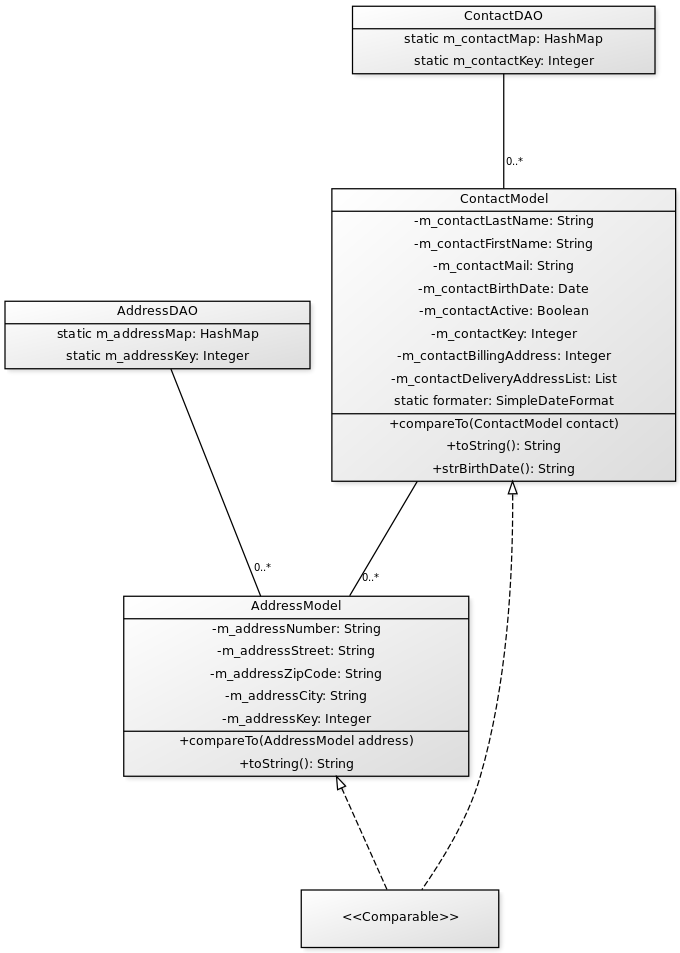 ContactDAO
static m_contactMap: HashMap
static m_contactKey: Integer
0..*
ContactModel
-m_contactLastName: String
-m_contactFirstName: String
-m_contactMail: String
-m_contactBirthDate: Date
-m_contactActive: Boolean
-m_contactKey: Integer
-m_contactBillingAddress: Integer
-m_contactDeliveryAddressList: List
static formater: SimpleDateFormat
+compareTo(ContactModel contact)
+toString(): String
+strBirthDate(): String
AddressDAO
static m_addressMap: HashMap
static m_addressKey: Integer
0..*
0..*
AddressModel
-m_addressNumber: String
-m_addressStreet: String
-m_addressZipCode: String
-m_addressCity: String
-m_addressKey: Integer
+compareTo(AddressModel address)
+toString(): String
<<Comparable>>